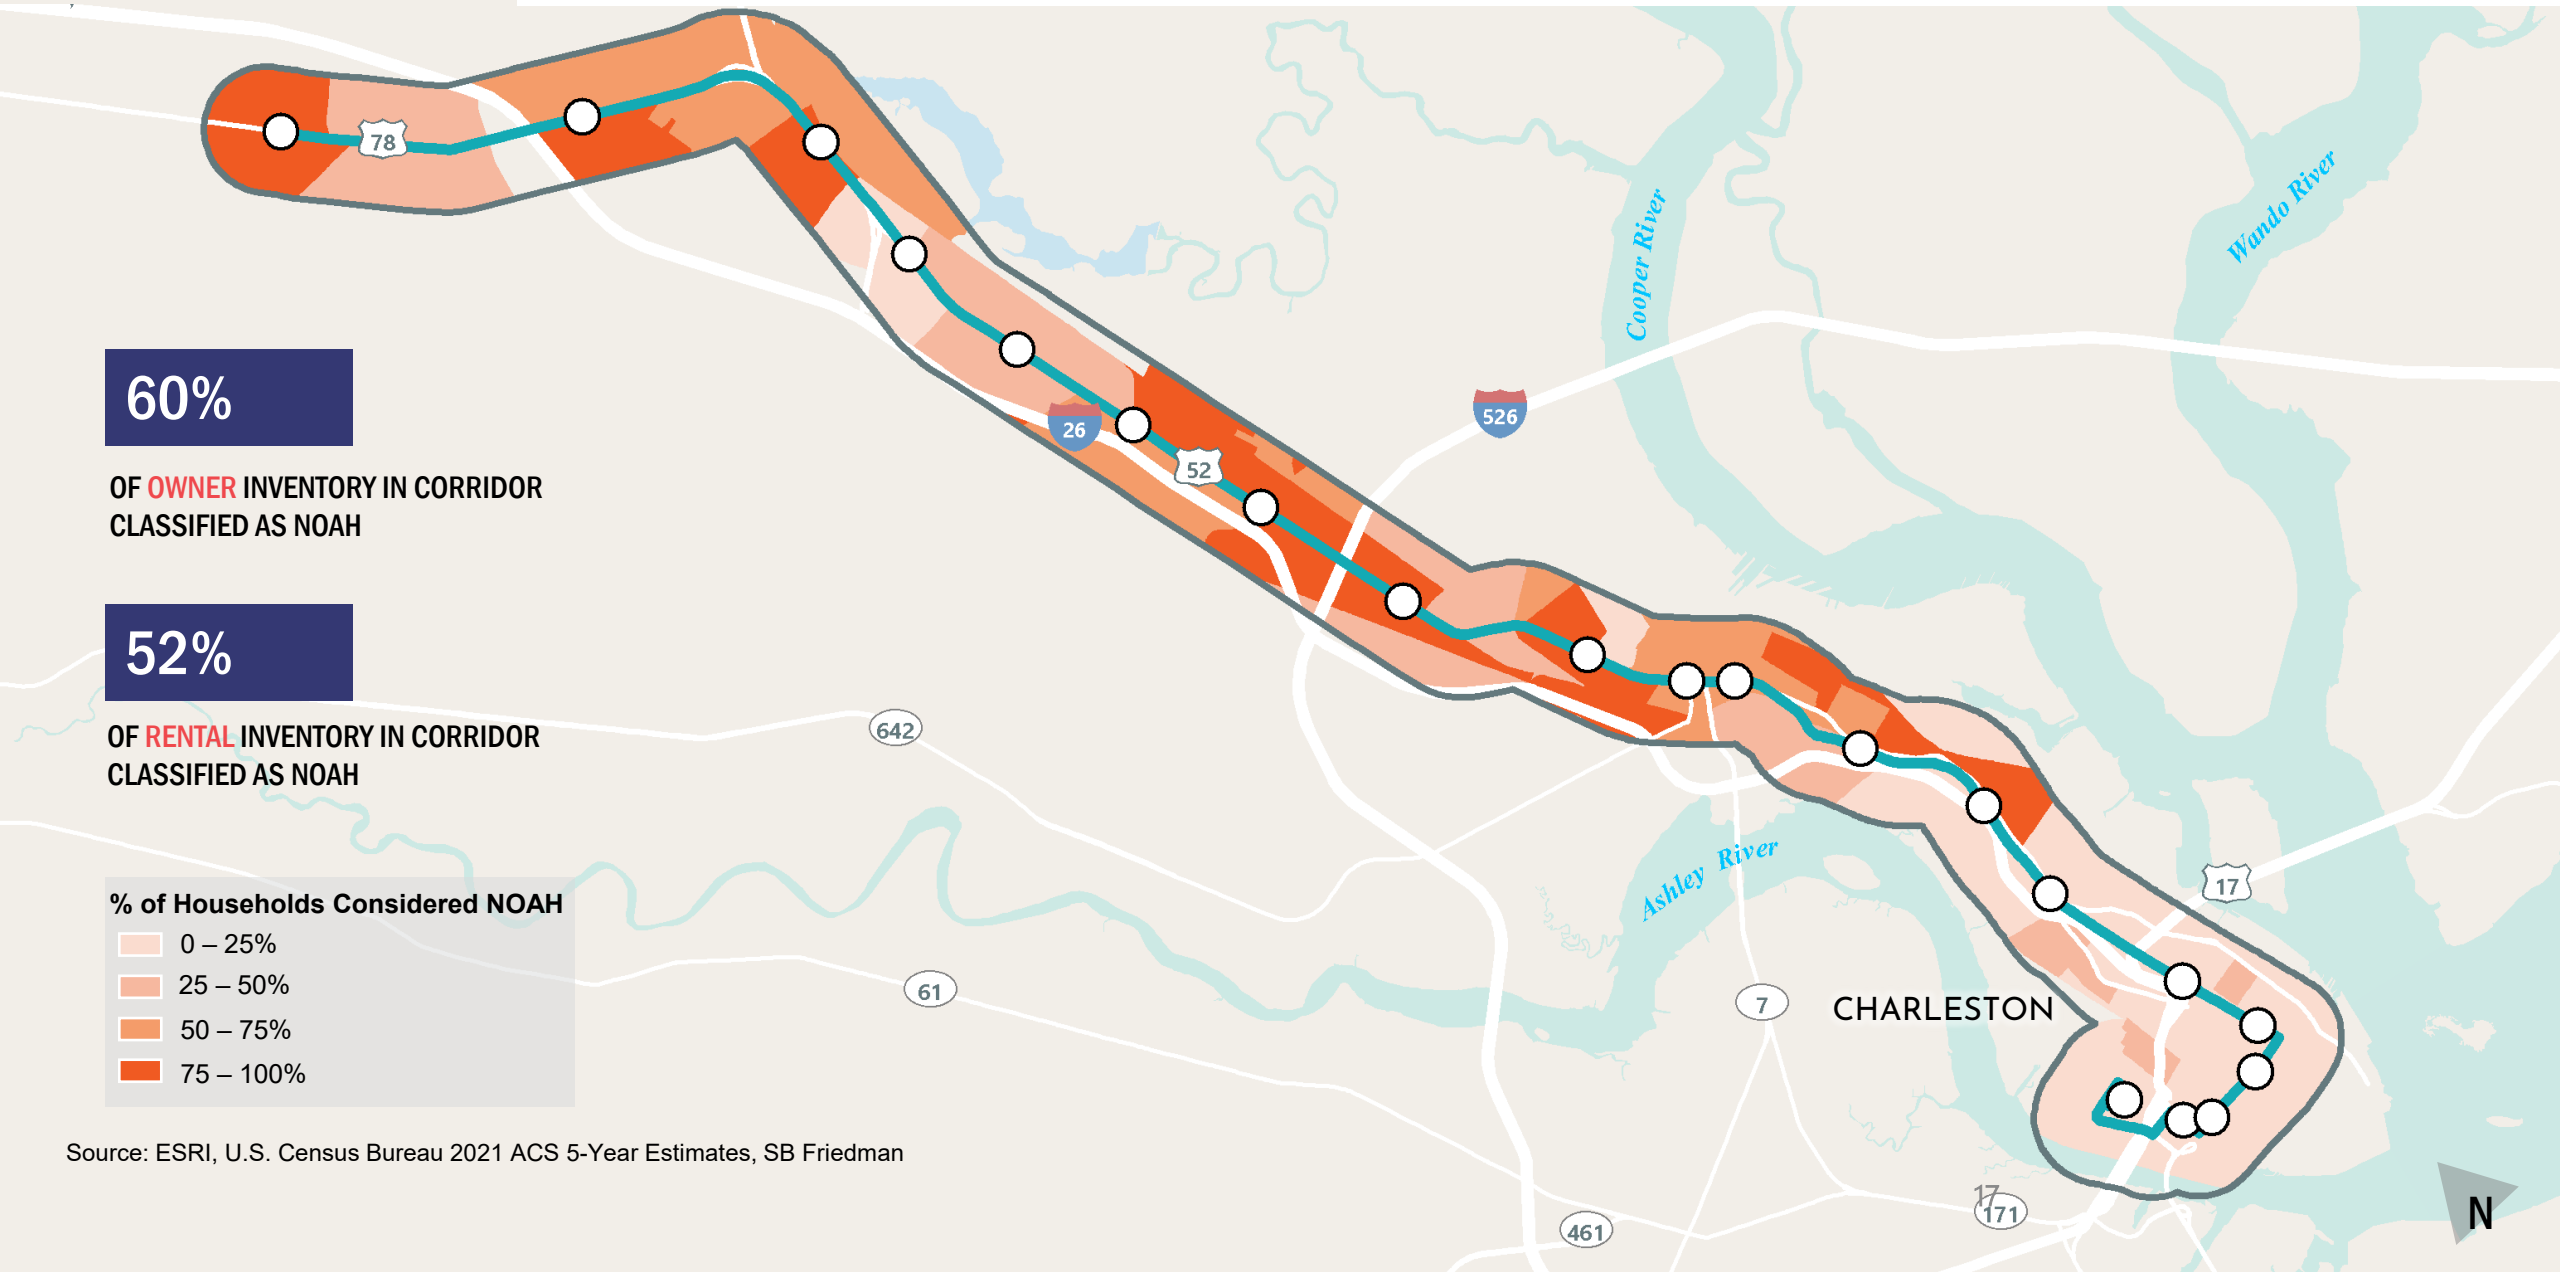 78
Cooper River
Wando River
60%
OF OWNER INVENTORY IN CORRIDOR
CLASSIFIED AS NOAH
26
526
52
52%
OF RENTAL INVENTORY IN CORRIDOR
CLASSIFIED AS NOAH
642
Ashley River
17
% of Households Considered NOAH
0 – 25%
25 – 50%
50 – 75%
75 – 100%
61
7
CHARLESTON
Source: ESRI, U.S. Census Bureau 2021 ACS 5-Year Estimates, SB Friedman
17
171
461
N